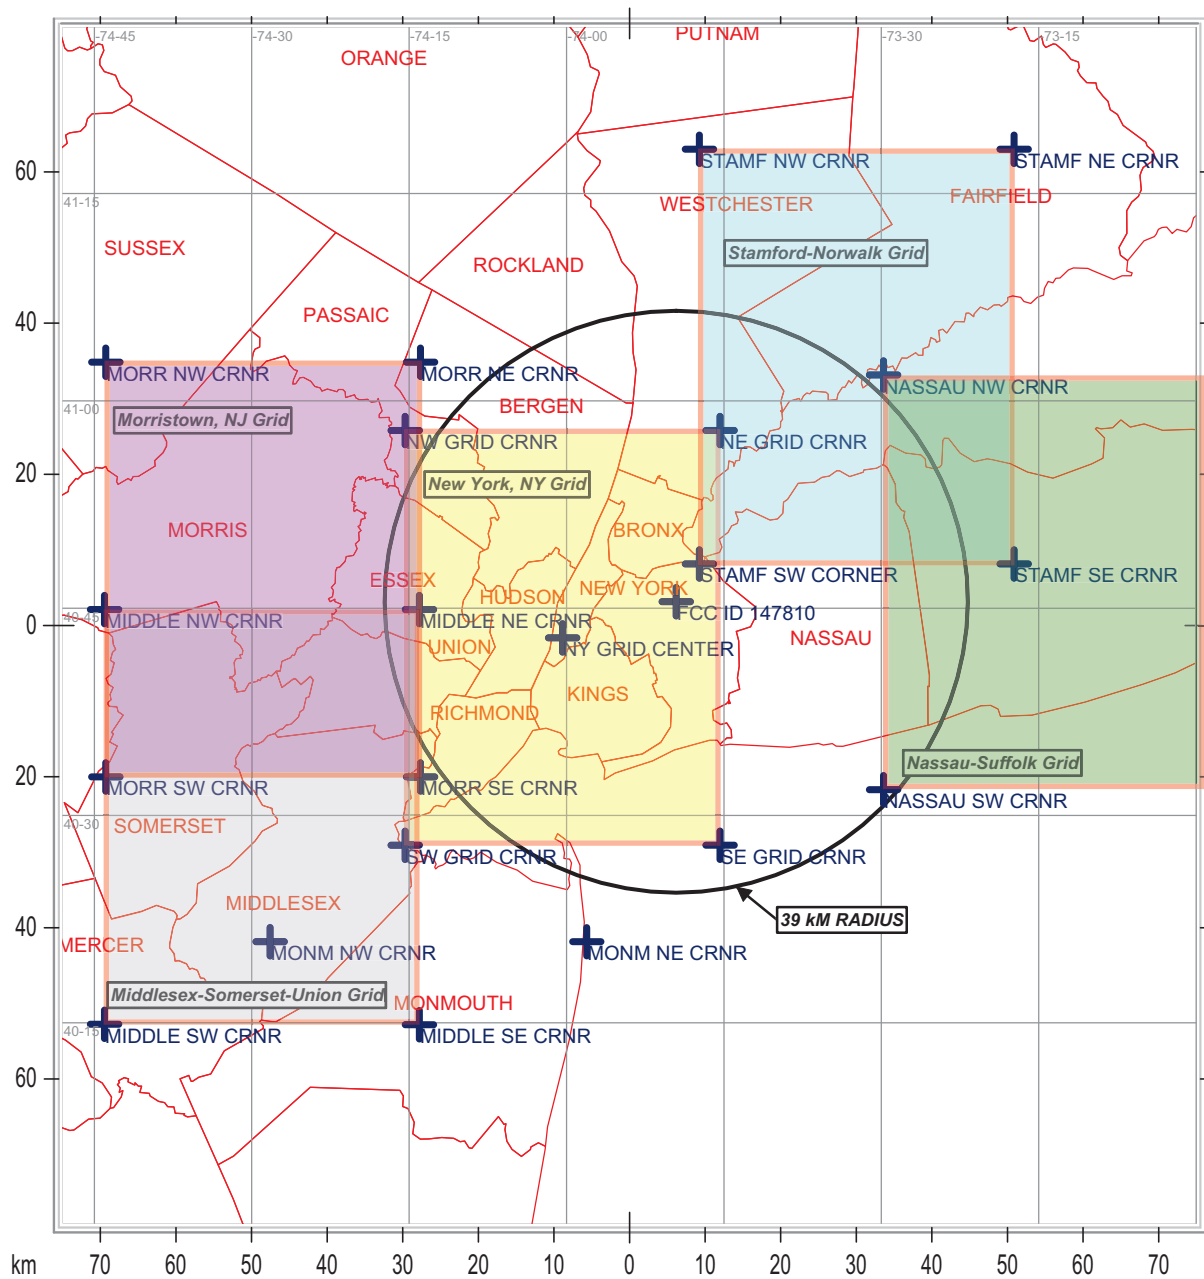 -74-45
-74-30
-74-15
-74-00
-73-30
-73-15
PUTNAM
ORANGE
60
STAMF NW CRNR
STAMF NE CRNR
41-15
WESTCHESTER
FAIRFIELD
SUSSEX
Stamford-Norwalk Grid
ROCKLAND
PASSAIC
40
MORR NW CRNR
MORR NE CRNR
NASSAU NW CRNR
41-00
BERGEN
Morristown, NJ Grid
NW GRID CRNR
NE GRID CRNR
20
New York, NY Grid
MORRIS
BRONX
ESSEX
STAMF SW CORNER
STAMF SE CRNR
HUDSON
NEW YORK
40-45
MIDDLE NW CRNR
MIDDLE NE CRNR
FCC ID 147810
0
NASSAU
UNION
NY GRID CENTER
KINGS
RICHMOND
Nassau-Suffolk Grid
20
MORR SW CRNR
MORR SE CRNR
NASSAU SW CRNR
40-30
SOMERSET
SW GRID CRNR
SE GRID CRNR
MIDDLESEX
39 kM RADIUS
40
MERCER
MONM NW CRNR
MONM NE CRNR
Middlesex-Somerset-Union Grid
MONMOUTH
40-15
MIDDLE SW CRNR
MIDDLE SE CRNR
60
km
70
60
50
40
30
20
10
0
10
20
30
40
50
60
70